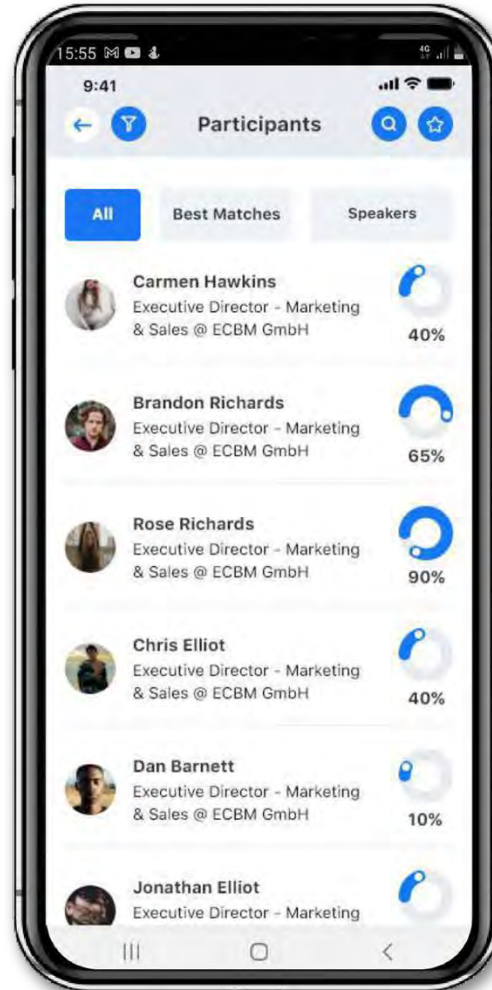 15:55
4G
9:41
Participants
All Best Matches Speakers
Carmen Hawkins
Executive Director - Marketing
& Sales @ ECBM GmbH
40%
Brandon Richards
Executive Director - Marketing
& Sales @ ECBM GmbH
65%
Rose Richards
Executive Director - Marketing
& Sales @ ECBM GmbH
90%
Chris Elliot
Executive Director - Marketing
& Sales @ ECBM GmbH
40%
Dan Barnett
Executive Director - Marketing
& Sales @ ECBM GmbH
10%
Jonathan Elliot
Executive Director - Marketing